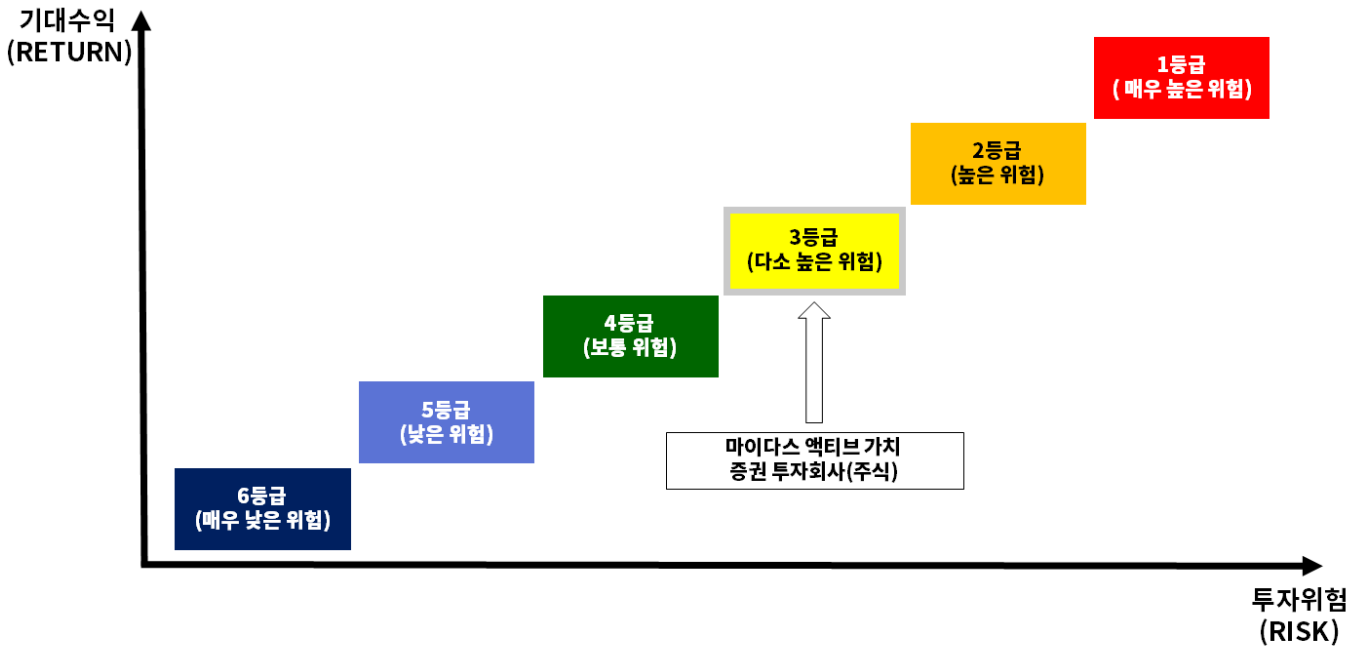 기대수익
(RETURN)
1등급
( 매우 높은 위험)
2등급
(높은 위험)
3등급
(다소 높은 위험)
4등급
(보통 위험)
5등급
(낮은 위험)
6등급
(매우 낮은 위험)
마이다스 액티브 가치
증권 투자회사(주식)
투자위험
(RISK)